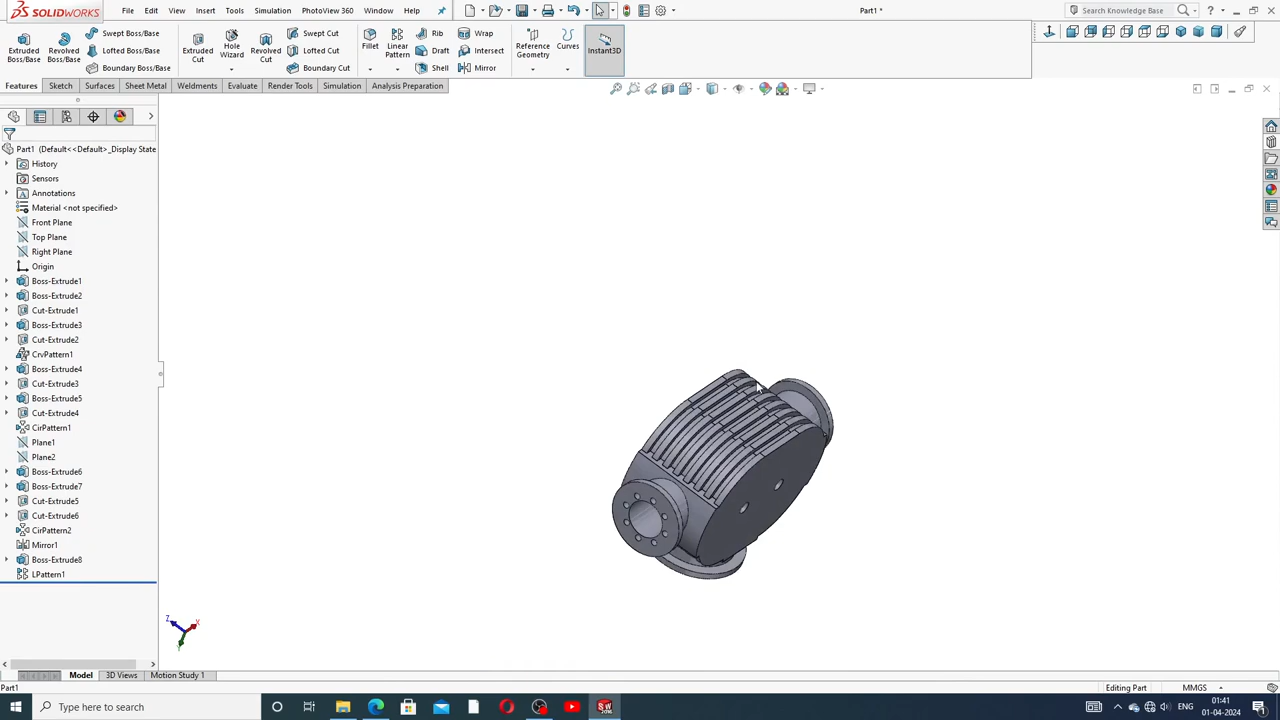 SOLIDWORKS File Edit View Insert Tools Simulation PhotoView 360 Window Part1 * Search Knowledge Base
Extruded Boss/Base
Revolved Boss/Base
Swept Boss/Base
Lofted Boss/Base
Boundary Boss/Base
Extruded Cut
Hole Wizard
Revolved Cut
Swept Cut
Lofted Cut
Boundary Cut
Fillet
Linear Pattern
Rib
Draft
Shell
Wrap
Intersect
Mirror
Reference Geometry
Curves
Instant3D
Features Sketch Surfaces Sheet Metal Weldments Evaluate Render Tools Simulation Analysis Preparation
Part1 (Default<<Default>_Display State
History
Sensors
Annotations
Material <not specified>
Front Plane
Top Plane
Right Plane
Origin
Boss-Extrude1
Boss-Extrude2
Cut-Extrude1
Boss-Extrude3
Cut-Extrude2
CrvPattern1
Boss-Extrude4
Cut-Extrude3
Boss-Extrude5
Cut-Extrude4
CirPattern1
Plane1
Plane2
Boss-Extrude6
Boss-Extrude7
Cut-Extrude5
Cut-Extrude6
CirPattern2
Mirror1
Boss-Extrude8
LPattern1
Z X Y
Model 3D Views Motion Study 1
Part1 Editing Part MMGS
Type here to search ENG 01:41
01-04-2024